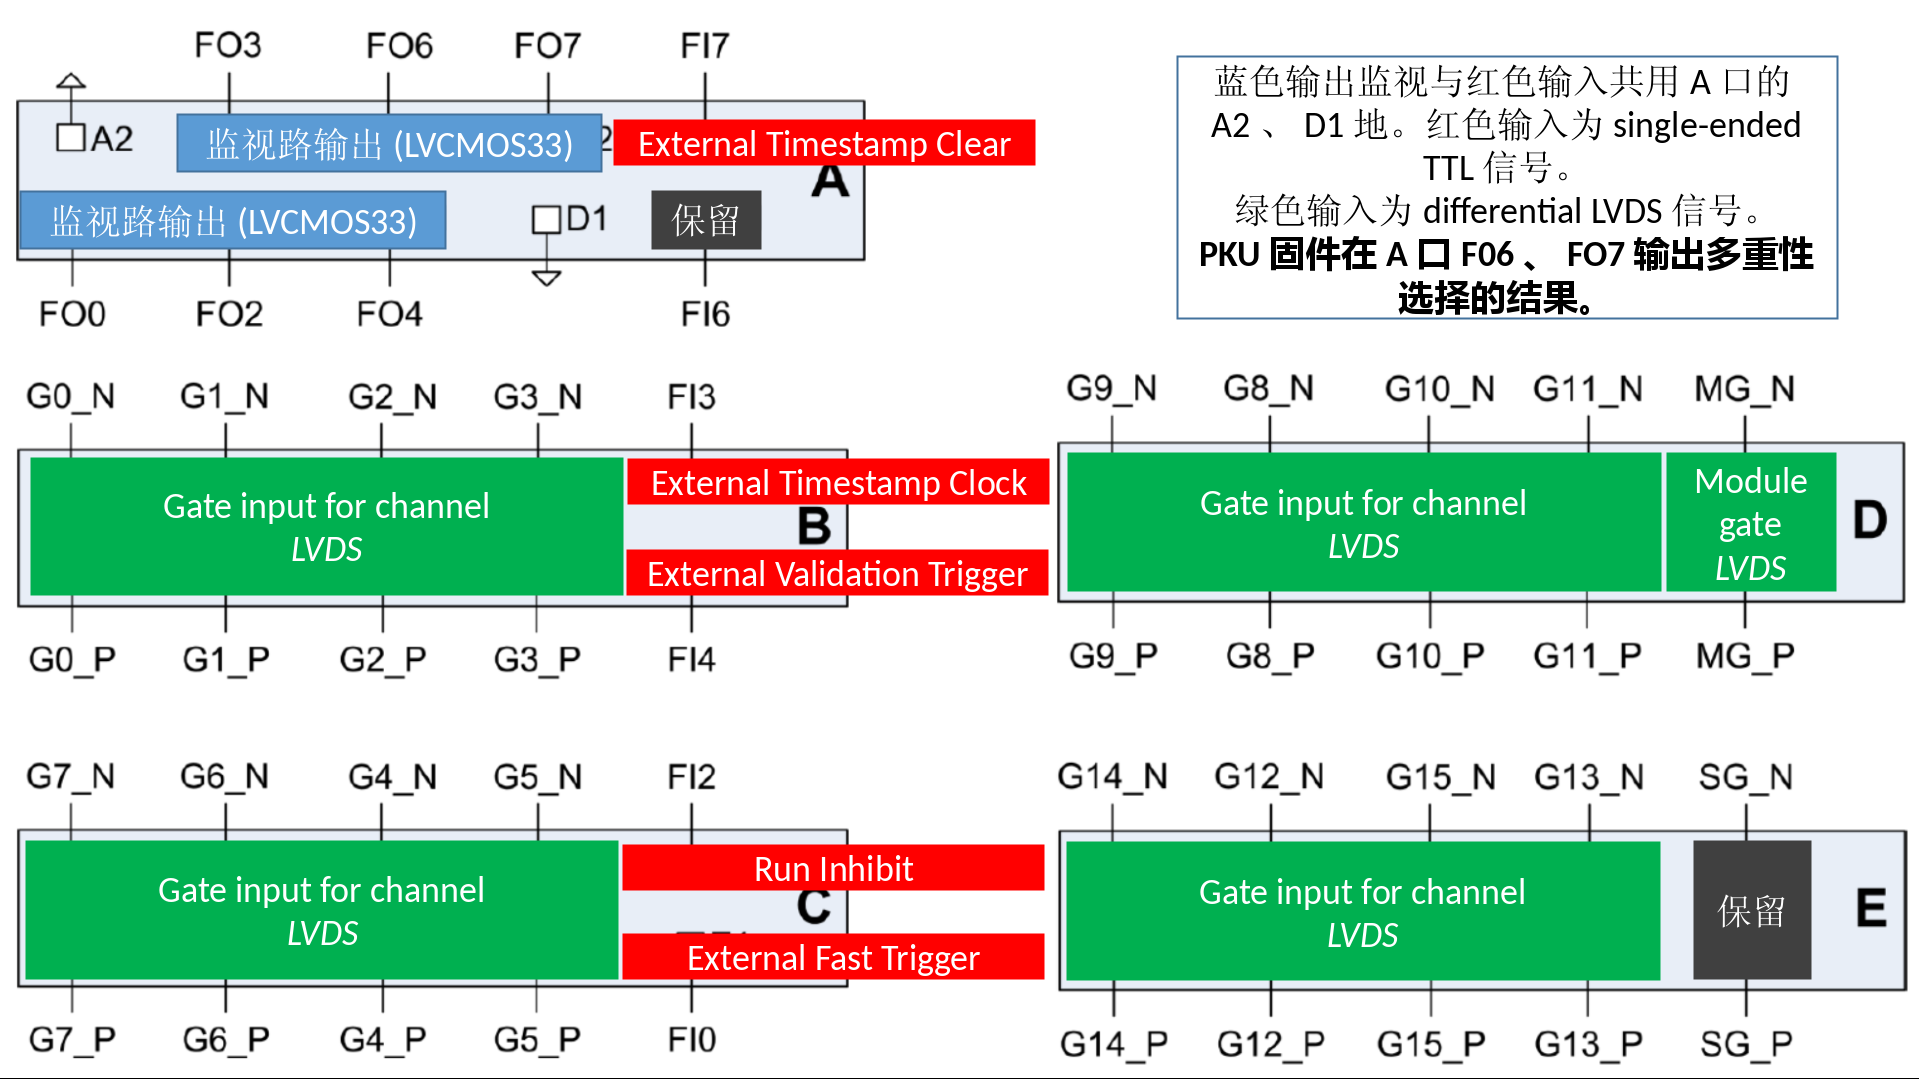 FO3 FO6 FO7 FI7
A2 监视路输出 (LVCMOS33) 2 External Timestamp Clear
A
监视路输出 (LVCMOS33) D1 保留
FO0 FO2 FO4 FI6
蓝色输出监视与红色输入共用 A 口的
A2 、 D1 地。红色输入为 single-ended
TTL 信号。
绿色输入为 differential LVDS 信号。
PKU 固件在 A 口 F06 、 FO7 输出多重性
选择的结果。
G0_N G1_N G2_N G3_N FI3
Gate input for channel
LVDS
External Timestamp Clock
B
External Validation Trigger
G0_P G1_P G2_P G3_P FI4
G9_N G8_N G10_N G11_N MG_N
Gate input for channel
LVDS
Module
gate
LVDS
D
G9_P G8_P G10_P G11_P MG_P
G7_N G6_N G4_N G5_N FI2
Gate input for channel
LVDS
Run Inhibit
C
External Fast Trigger
G7_P G6_P G4_P G5_P FI0
G14_N G12_N G15_N G13_N SG_N
Gate input for channel
LVDS
保留
E
G14_P G12_P G15_P G13_P SG_P